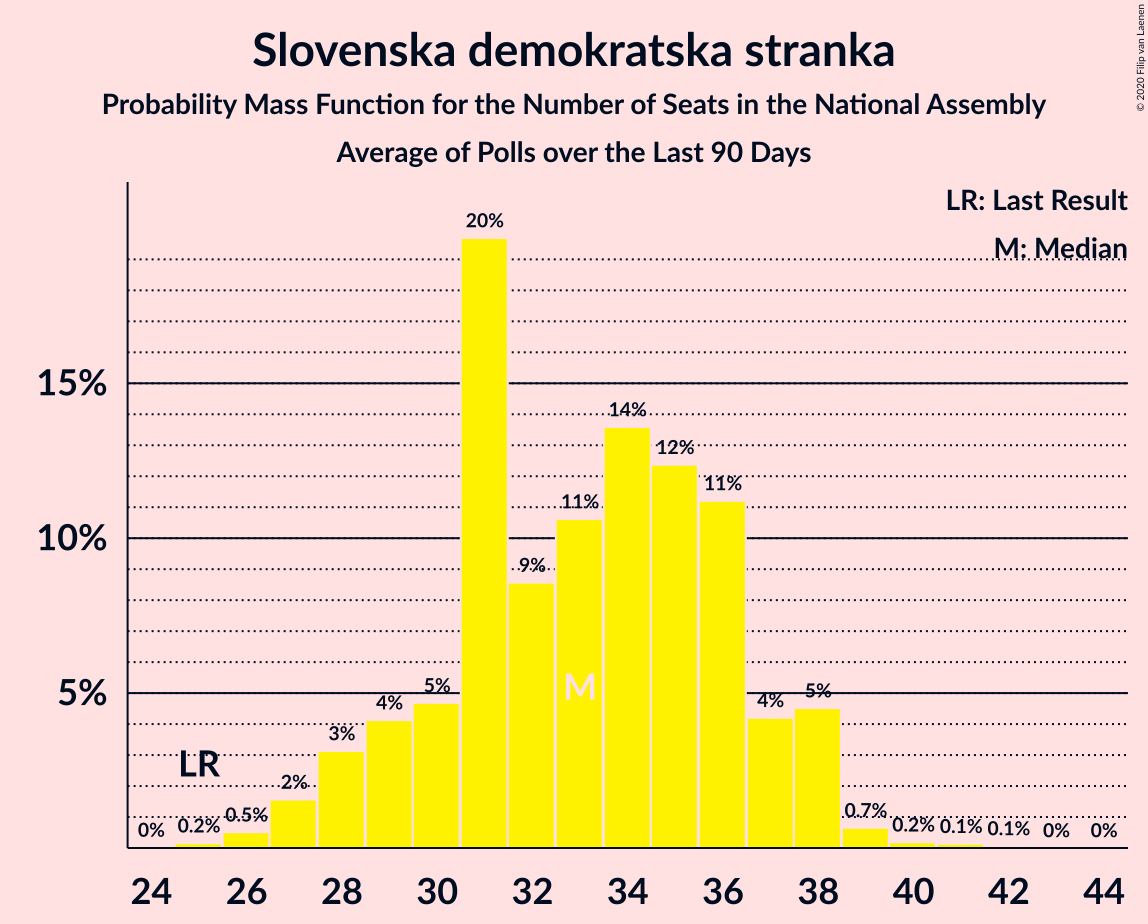 Slovenska demokratska stranka
Probability Mass Function for the Number of Seats in the National Assembly
Average of Polls over the Last 90 Days
© 2020 Filip van Laenen
LR: Last Result
M: Median
15%
10%
5%
0%
0.2%
0.5%
2%
3%
4%
5%
20%
9%
11%
14%
12%
11%
4%
5%
0.7%
0.2%
0.1%
0.1%
0%
0%
LR
M
24 26 28 30 32 34 36 38 40 42 44